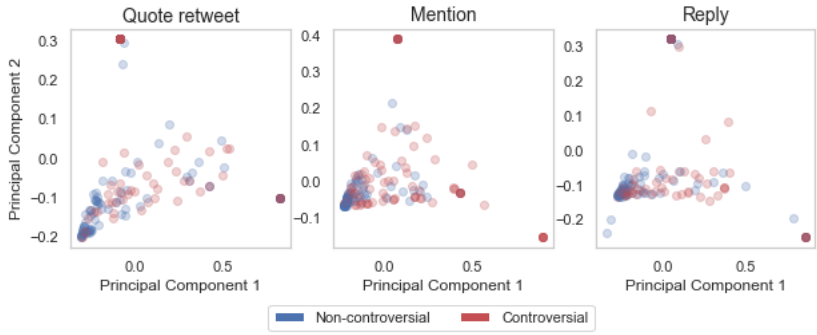 Quote retweet
Mention
Reply
Principal Component 2
0.3
0.2
0.1
0.0
−0.1
−0.2
0.4
0.3
0.2
0.1
0.0
−0.1
0.3
0.2
0.1
0.0
−0.1
−0.2
0.0 0.5
0.0 0.5
0.0 0.5
Principal Component 1
Principal Component 1
Principal Component 1
Non-controversial
Controversial